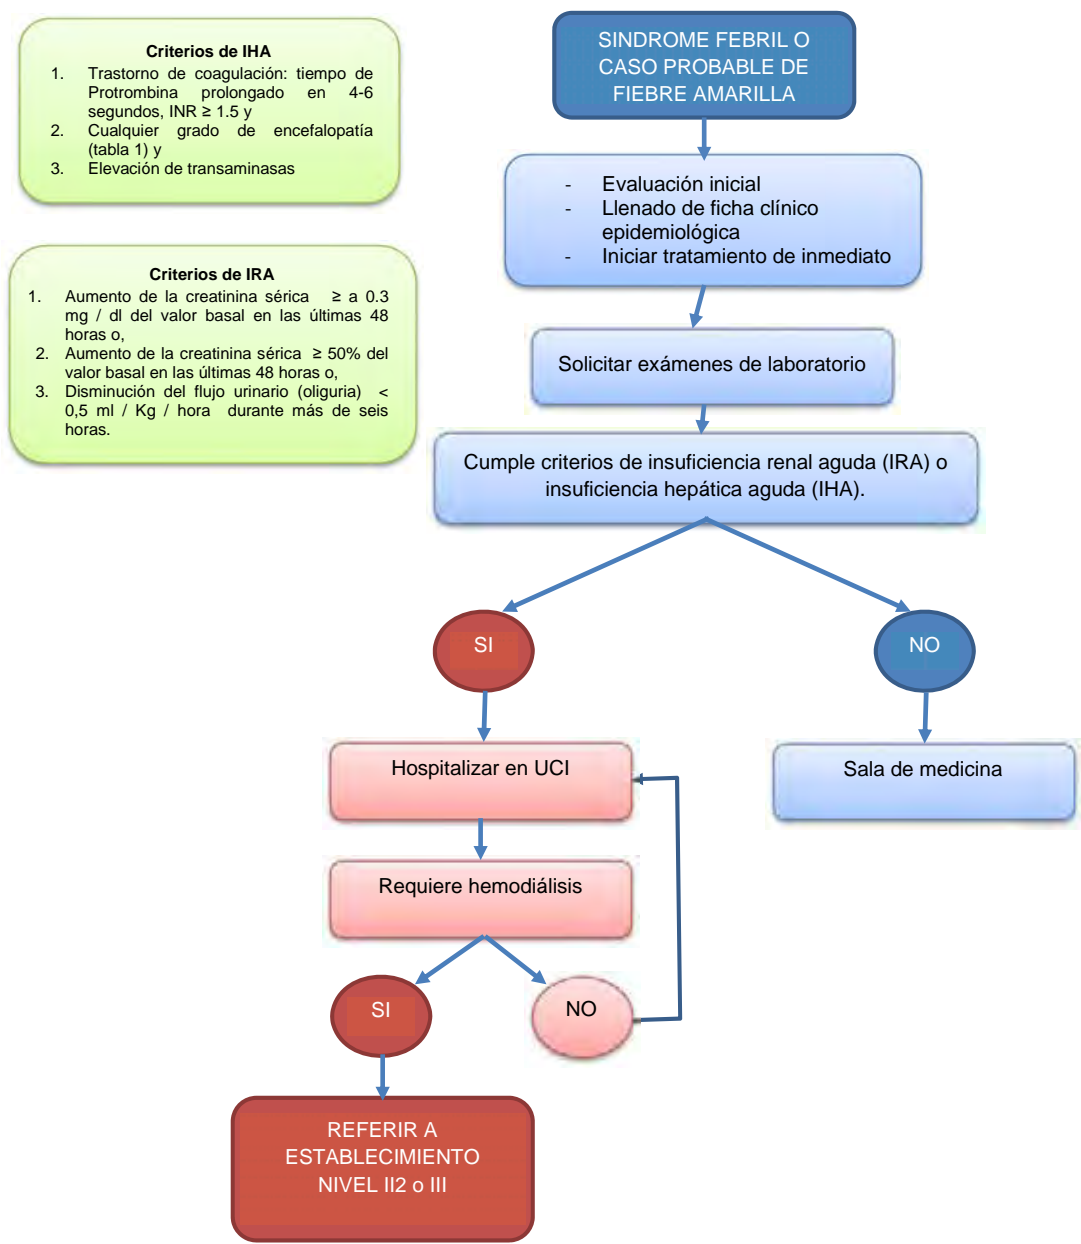 Criterios de IHA
1. Trastorno de coagulación: tiempo de
Protrombina prolongado en 4-6
segundos, INR ≥ 1.5 y
2. Cualquier grado de encefalopatía
(tabla 1) y
3. Elevación de transaminasas
Criterios de IRA
1. Aumento de la creatinina sérica ≥ a 0.3
mg / dl del valor basal en las últimas 48
horas o,
2. Aumento de la creatinina sérica ≥ 50% del
valor basal en las últimas 48 horas o,
3. Disminución del flujo urinario (oliguria) <
0,5 ml / Kg / hora durante más de seis
horas.
SINDROME FEBRIL O
CASO PROBABLE DE
FIEBRE AMARILLA
- Evaluación inicial
- Llenado de ficha clínico
epidemiológica
- Iniciar tratamiento de inmediato
Solicitar exámenes de laboratorio
Cumple criterios de insuficiencia renal aguda (IRA) o
insuficiencia hepática aguda (IHA).
SI
NO
Hospitalizar en UCI
Sala de medicina
Requiere hemodiálisis
SI
NO
REFERIR A
ESTABLECIMIENTO
NIVEL II2 o III